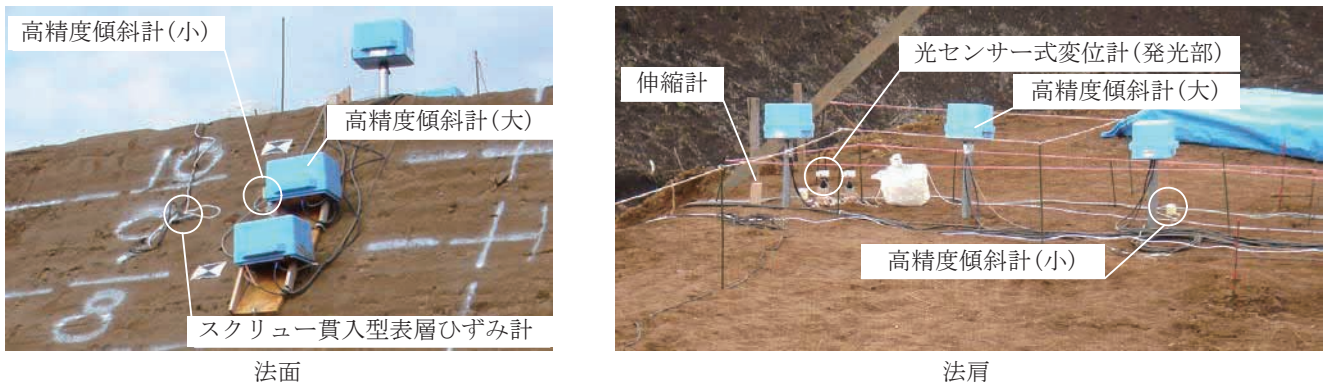 高精度傾斜計(小)
高精度傾斜計(大)
10
9
8
スクリュー貫入型表層ひずみ計
法面
光センサー式変位計(発光部)
伸縮計
高精度傾斜計(大)
高精度傾斜計(小)
法肩